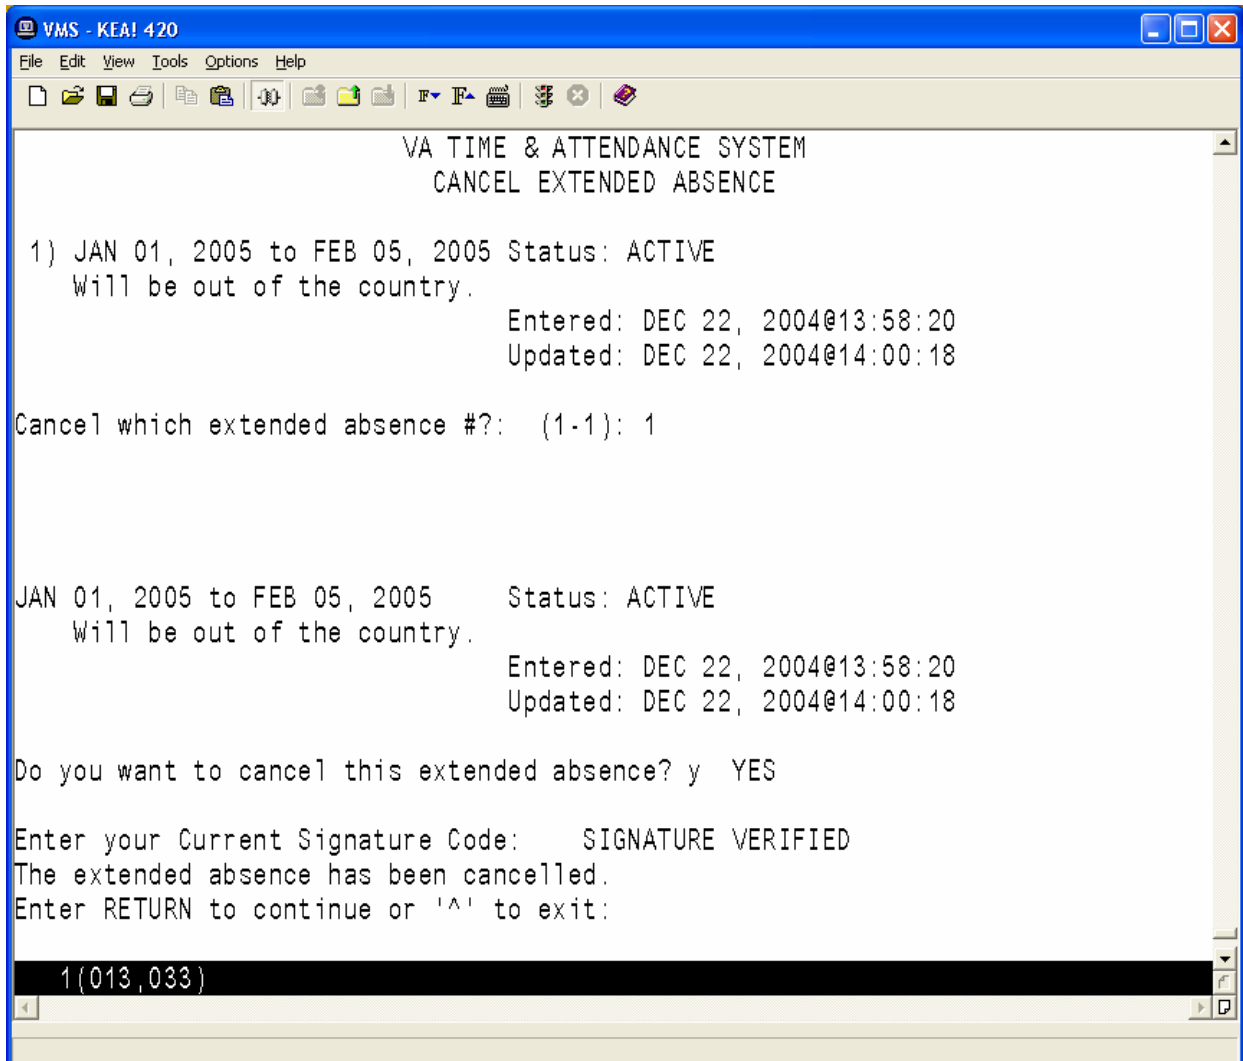 VMS - KEA! 420
File Edit View Tools Options Help
VA TIME & ATTENDANCE SYSTEM
CANCEL EXTENDED ABSENCE
1) JAN 01, 2005 to FEB 05, 2005 Status: ACTIVE
Will be out of the country.
Entered: DEC 22, 2004@13:58:20
Updated: DEC 22, 2004@14:00:18
Cancel which extended absence #?: (1-1): 1
JAN 01, 2005 to FEB 05, 2005 Status: ACTIVE
Will be out of the country.
Entered: DEC 22, 2004@13:58:20
Updated: DEC 22, 2004@14:00:18
Do you want to cancel this extended absence? y YES
Enter your Current Signature Code: SIGNATURE VERIFIED
The extended absence has been cancelled.
Enter RETURN to continue or '^' to exit:
1(013,033)